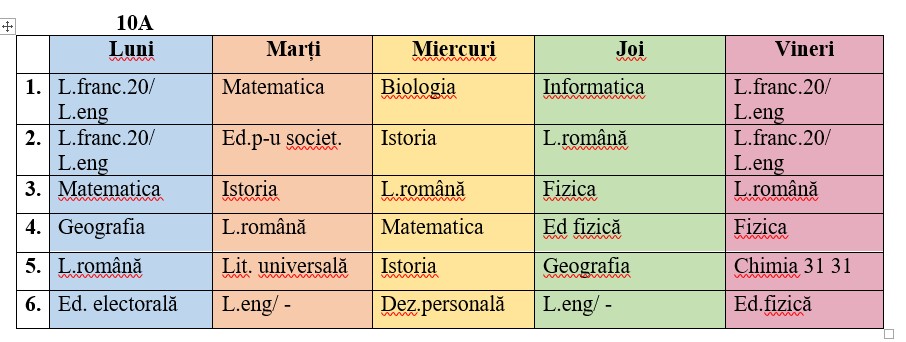 10A
Luni Marți Miercuri Joi Vineri
1. L.franc.20/ Matematica Biologia Informatica L.franc.20/
L.eng L.eng
2. L.franc.20/ Ed.p-u societ. Istoria L.română L.franc.20/
L.eng L.eng
3. Matematica Istoria L.română Fizica L.română
4. Geografia L.română Matematica Ed fizică Fizica
5. L.română Lit. universală Istoria Geografia Chimia 31 31
6. Ed. electorală L.eng/ - Dez.personală L.eng/ - Ed.fizică